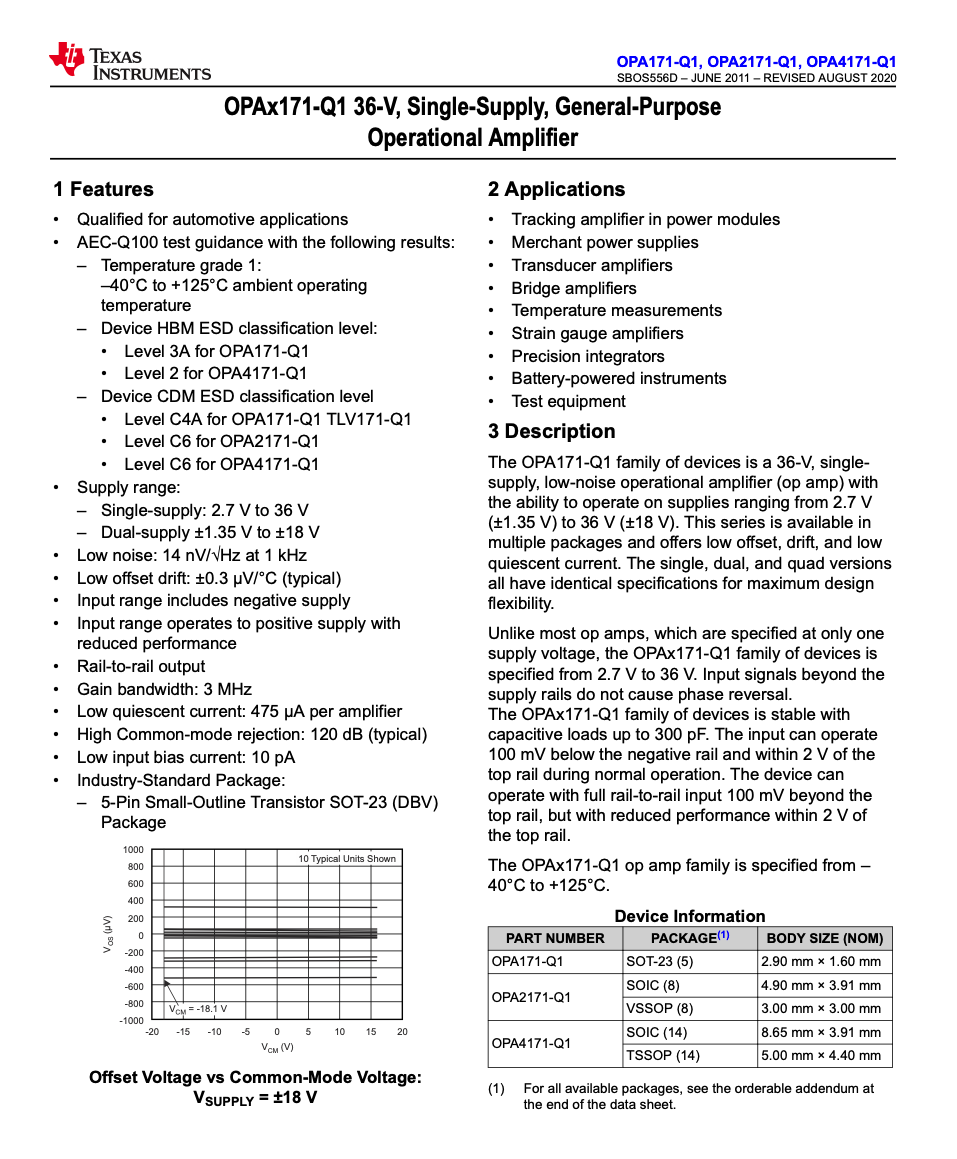 TEXAS
INSTRUMENTS
OPA171-Q1, OPA2171-Q1, OPA4171-Q1
SBOS556D – JUNE 2011 – REVISED AUGUST 2020
OPAx171-Q1 36-V, Single-Supply, General-Purpose
Operational Amplifier
1 Features
• Qualified for automotive applications
• AEC-Q100 test guidance with the following results:
– Temperature grade 1:
–40°C to +125°C ambient operating
temperature
– Device HBM ESD classification level:
• Level 3A for OPA171-Q1
• Level 2 for OPA4171-Q1
– Device CDM ESD classification level
• Level C4A for OPA171-Q1 TLV171-Q1
• Level C6 for OPA2171-Q1
• Level C6 for OPA4171-Q1
• Supply range:
– Single-supply: 2.7 V to 36 V
– Dual-supply ±1.35 V to ±18 V
• Low noise: 14 nV/√Hz at 1 kHz
• Low offset drift: ±0.3 µV/°C (typical)
• Input range includes negative supply
• Input range operates to positive supply with
reduced performance
• Rail-to-rail output
• Gain bandwidth: 3 MHz
• Low quiescent current: 475 µA per amplifier
• High Common-mode rejection: 120 dB (typical)
• Low input bias current: 10 pA
• Industry-Standard Package:
– 5-Pin Small-Outline Transistor SOT-23 (DBV)
Package
1000
800
600
400
200
0
-200
-400
-600
-800
-1000
VOS (µV)
10 Typical Units Shown
VCM = -18.1 V
-20 -15 -10 -5 0 5 10 15 20
VCM (V)
Offset Voltage vs Common-Mode Voltage:
VSUPPLY = ±18 V
2 Applications
• Tracking amplifier in power modules
• Merchant power supplies
• Transducer amplifiers
• Bridge amplifiers
• Temperature measurements
• Strain gauge amplifiers
• Precision integrators
• Battery-powered instruments
• Test equipment
3 Description
The OPA171-Q1 family of devices is a 36-V, single-
supply, low-noise operational amplifier (op amp) with
the ability to operate on supplies ranging from 2.7 V
(±1.35 V) to 36 V (±18 V). This series is available in
multiple packages and offers low offset, drift, and low
quiescent current. The single, dual, and quad versions
all have identical specifications for maximum design
flexibility.
Unlike most op amps, which are specified at only one
supply voltage, the OPAx171-Q1 family of devices is
specified from 2.7 V to 36 V. Input signals beyond the
supply rails do not cause phase reversal.
The OPAx171-Q1 family of devices is stable with
capacitive loads up to 300 pF. The input can operate
100 mV below the negative rail and within 2 V of the
top rail during normal operation. The device can
operate with full rail-to-rail input 100 mV beyond the
top rail, but with reduced performance within 2 V of
the top rail.
The OPAx171-Q1 op amp family is specified from –
40°C to +125°C.
Device Information
PART NUMBER PACKAGE(1) BODY SIZE (NOM)
OPA171-Q1 SOT-23 (5) 2.90 mm × 1.60 mm
OPA2171-Q1 SOIC (8) 4.90 mm × 3.91 mm
VSSOP (8) 3.00 mm × 3.00 mm
OPA4171-Q1 SOIC (14) 8.65 mm × 3.91 mm
TSSOP (14) 5.00 mm × 4.40 mm
(1) For all available packages, see the orderable addendum at
the end of the data sheet.